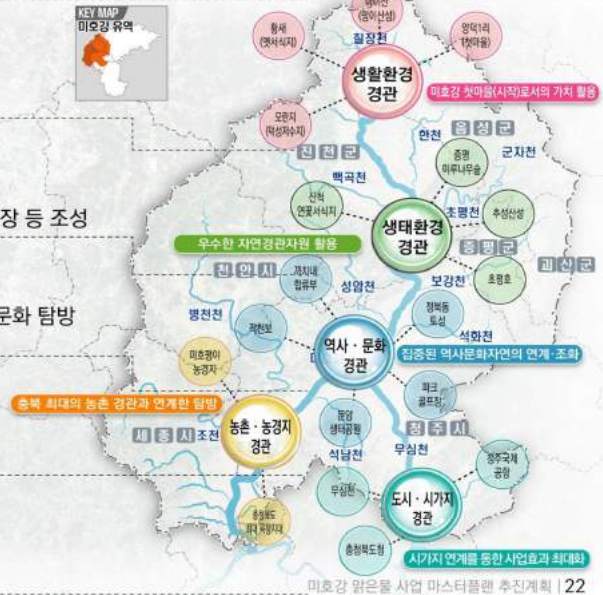 KEY MAP
미호강 유역
황새
(옛서식지)
(망이산성)
양덕1리
(첫마을)
칠장천
생활환경
경관
미호강 첫마을(시작)로서의 가치 활용
모란지
(덕성저수지)
한천
음성군
진천군
군자천
증평
미루나무숲
백곡천
산척
연꽃서식지
초평천
추성산성
생태환경
경관
장 등 조성
우수한 자연경관자원 활용
증평군
괴산군
천안시
까치내
합류부
성암천
보강천
초평호
정북동
토성
병천천
작천보
석화천
문화 탐방
역사 · 문화
경관
집중된 역사문화자연의 연계·조화
미호평야
농경지
파크
골프장
충북 최대의 농촌 경관과 연계한 탐방
문암
생태공원
농촌 · 농경지
경관
청주시
세종시
조천
석남천
무심천
청주국제
공항
무심천
도시 · 시가지
경관
충청북도
최대 곡창지대
충청북도청
시가지 연계를 통한 사업효과 최대화
미호강 맑은물 사업 마스터플랜 추진계획 | 22